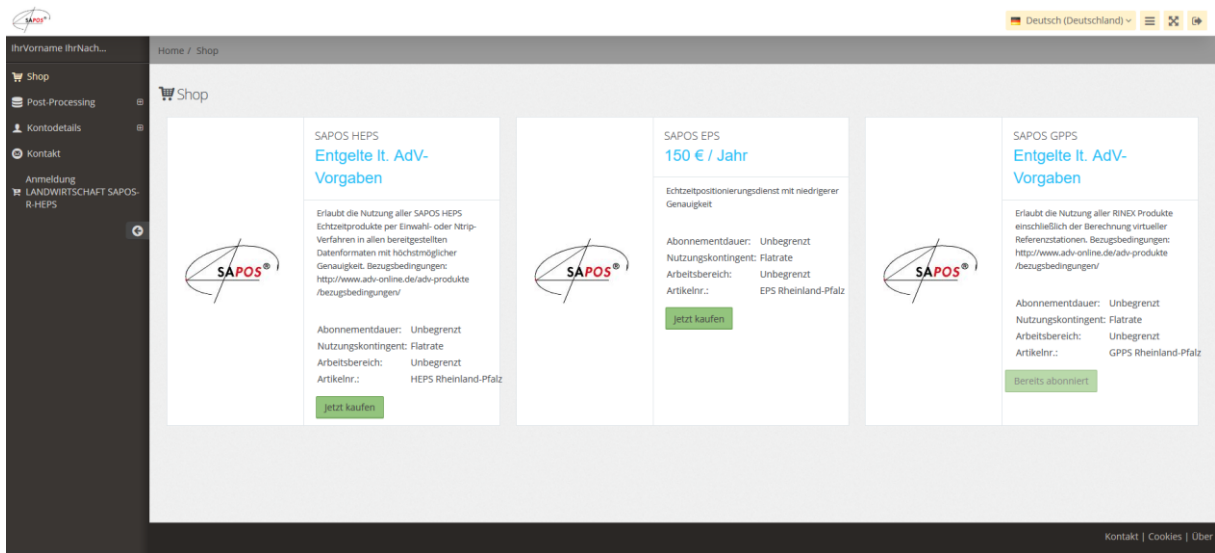 SAPOS®
Deutsch (Deutschland)
IhrVorname IhrNach...
Home / Shop
Shop
Post-Processing
Kontodetails
Kontakt
Anmeldung
LANDWIRTSCHAFT SAPOS-
R-HEPS
Shop
SAPOS®
SAPOS HEPS
Entgelte lt. AdV-
Vorgaben
Erlaubt die Nutzung aller SAPOS HEPS
Echtzeitprodukte per Einwahl- oder Ntrip-
Verfahren in allen bereitgestellten
Datenformaten mit höchstmöglicher
Genauigkeit. Bezugsbedingungen:
http://www.adv-online.de/adv-produkte
/bezugsbedingungen/
Abonnementdauer: Unbegrenzt
Nutzungskontingent: Flatrate
Arbeitsbereich: Unbegrenzt
Artikelnr.: HEPS Rheinland-Pfalz
Jetzt kaufen
SAPOS®
SAPOS EPS
150 € / Jahr
Echtzeitpositionierungsdienst mit niedrigerer
Genauigkeit
Abonnementdauer: Unbegrenzt
Nutzungskontingent: Flatrate
Arbeitsbereich: Unbegrenzt
Artikelnr.: EPS Rheinland-Pfalz
Jetzt kaufen
SAPOS®
SAPOS GPPS
Entgelte lt. AdV-
Vorgaben
Erlaubt die Nutzung aller RINEX Produkte
einschließlich der Berechnung virtueller
Referenzstationen. Bezugsbedingungen:
http://www.adv-online.de/adv-produkte
/bezugsbedingungen/
Abonnementdauer: Unbegrenzt
Nutzungskontingent: Flatrate
Arbeitsbereich: Unbegrenzt
Artikelnr.: GPPS Rheinland-Pfalz
Bereits abonniert
Kontakt | Cookies | Über